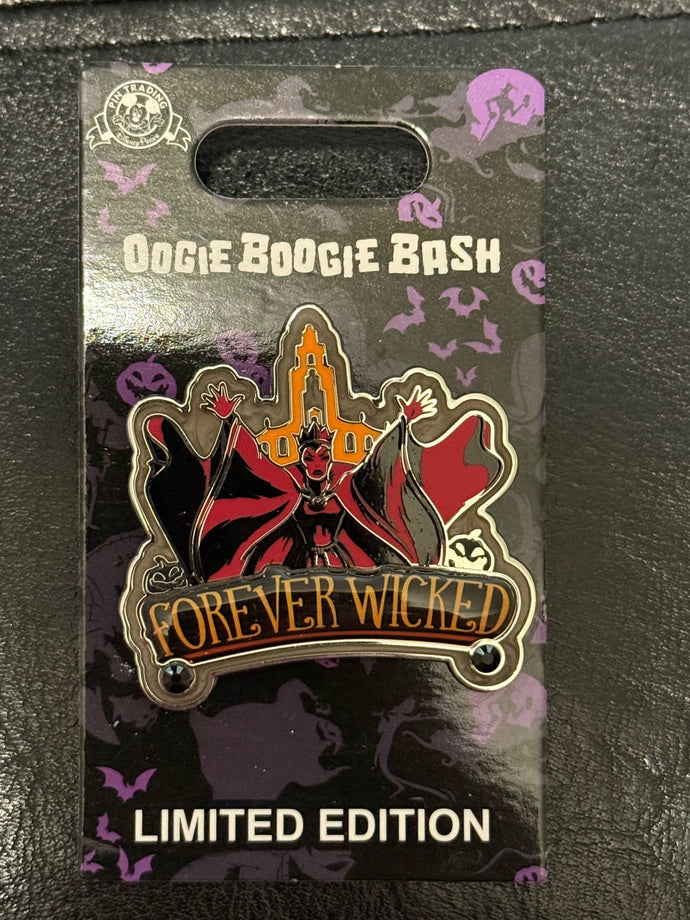 PIN TRADING
Disney Parks
OOGIE BOOGIE BASH
FOREVER WICKED
LIMITED EDITION